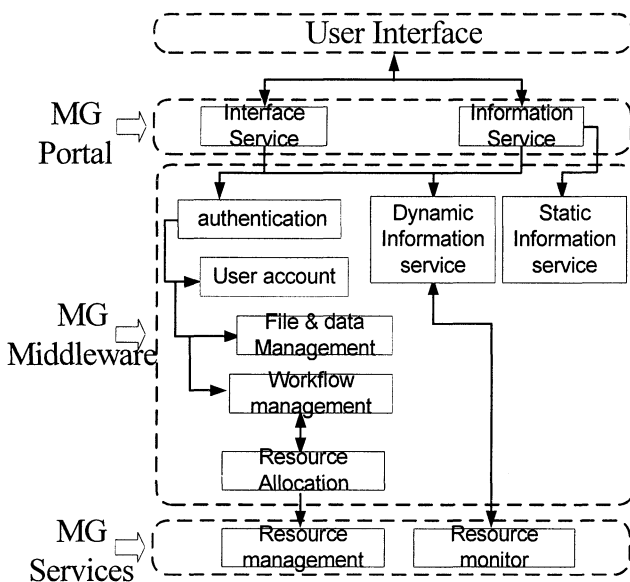 User Interface
MG
Portal
Interface
Service
Information
Service
authentication
Dynamic
Information
service
Static
Information
service
User account
MG
Middleware
File & data
Management
Workflow
management
Resource
Allocation
MG
Services
Resource
management
Resource
monitor